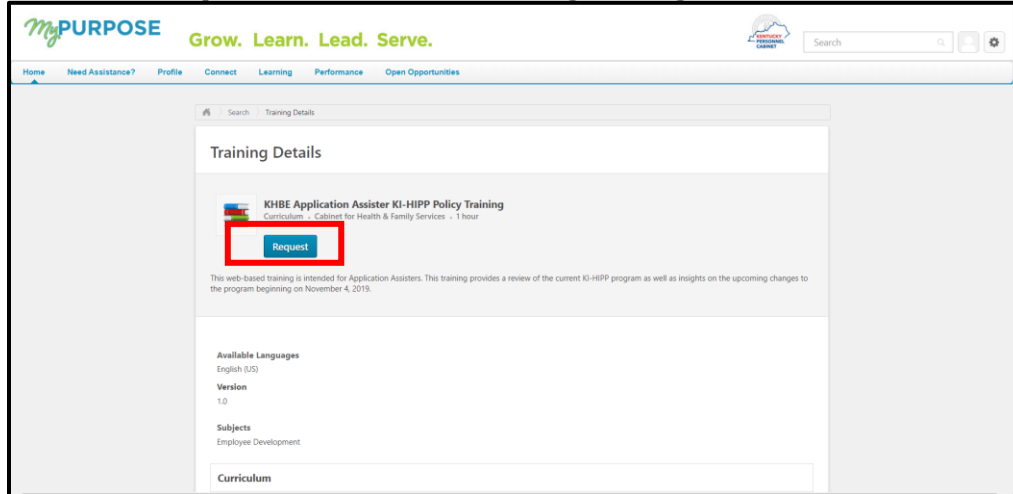 MyPURPOSE
Grow. Learn. Lead. Serve.
KENTUCKY
PERSONNEL
CABINET
Search
Home Need Assistance? Profile Connect Learning Performance Open Opportunities
Search Training Details
Training Details
KHBE Application Assister KI-HIPP Policy Training
Curriculum • Cabinet for Health & Family Services • 1 hour
Request
This web-based training is intended for Application Assisters. This training provides a review of the current KI-HIPP program as well as insights on the upcoming changes to
the program beginning on November 4, 2019.
Available Languages
English (US)
Version
1.0
Subjects
Employee Development
Curriculum